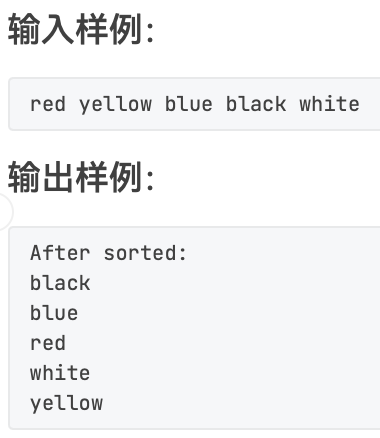 输入样例:
red yellow blue black white
输出样例:
After sorted:
black
blue
red
white
yellow